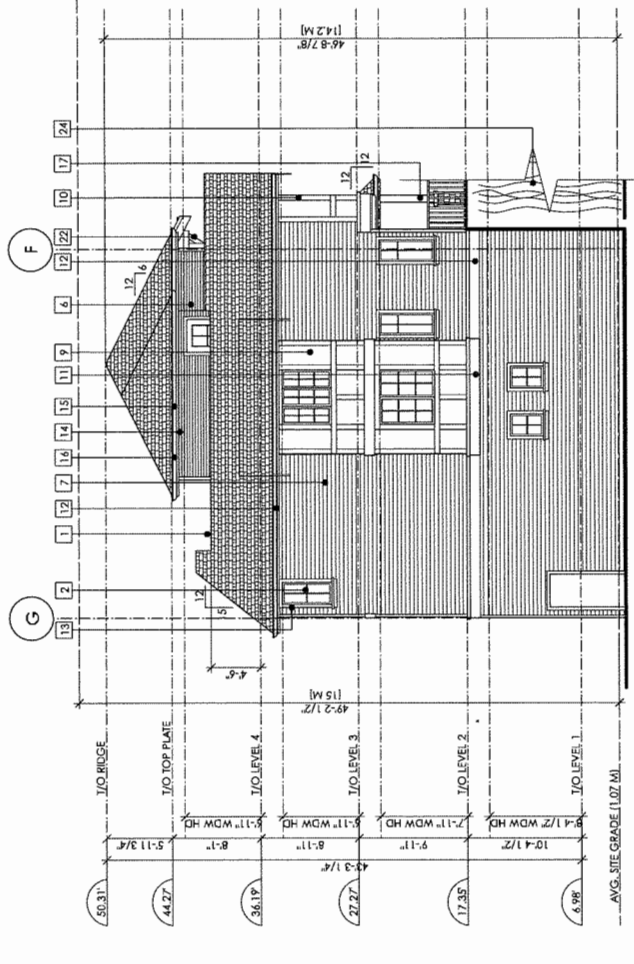 24
17
10
22
12
6
9
11
15
14
16
7
12
1
2
13
F
G
46'-8 7/8"
[14.2 M]
12
12
12
6
12
5
4'-6"
49'-2 1/2"
[15 M]
T/O RIDGE
T/O TOP PLATE
T/O LEVEL 4
T/O LEVEL 3
T/O LEVEL 2
T/O LEVEL 1
AVG. SITE GRADE (1.07 M)
6'-11" WDW HD
6'-11" WDW HD
7'-11" WDW HD
8'-4 1/2" WDW HD
5'-11 3/4"
8'-1"
8'-11"
9'-11"
10'-4 1/2"
43'-3 1/4"
50.31'
44.27'
36.19'
27.27'
17.35'
6.98'